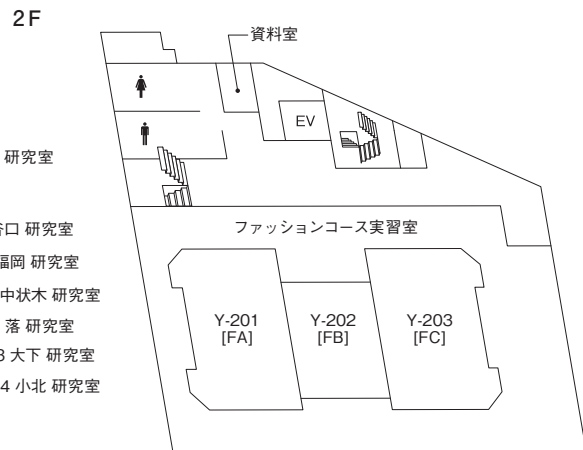 2F
資料室
EV
研究室
口 研究室
福岡 研究室
中状木 研究室
落 研究室
3 大下 研究室
4 小北 研究室
ファッションコース実習室
Y-201
[FA]
Y-202
[FB]
Y-203
[FC]